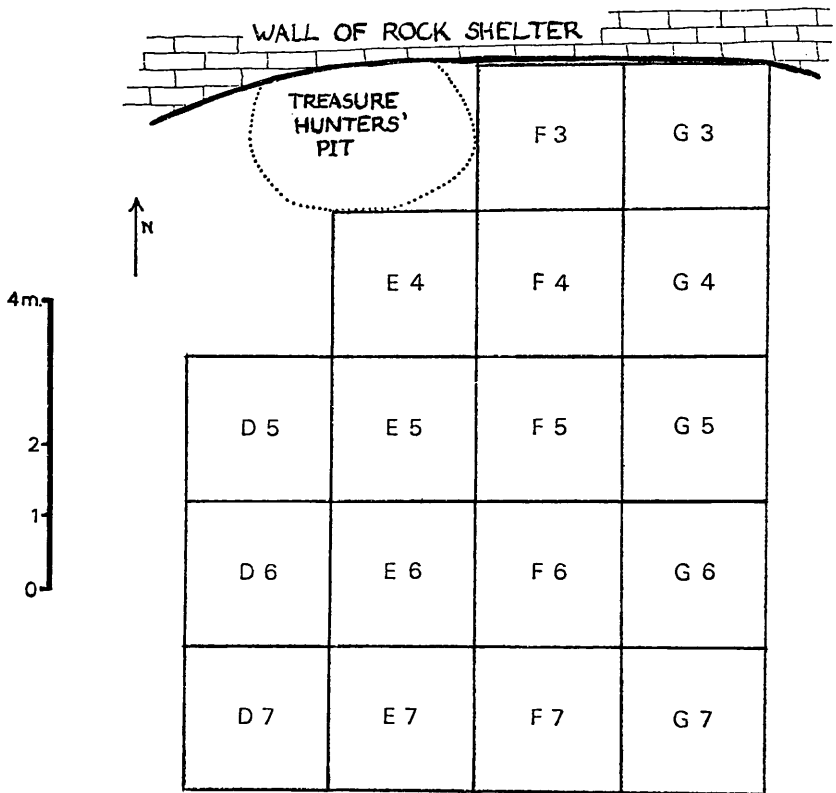 WALL OF ROCK SHELTER
TREASURE
HUNTERS'
PIT
F 3
G 3
N
4m.
E 4
F 4
G 4
D 5
E 5
F 5
G 5
2
1
D 6
E 6
F 6
G 6
0
D 7
E 7
F 7
G 7